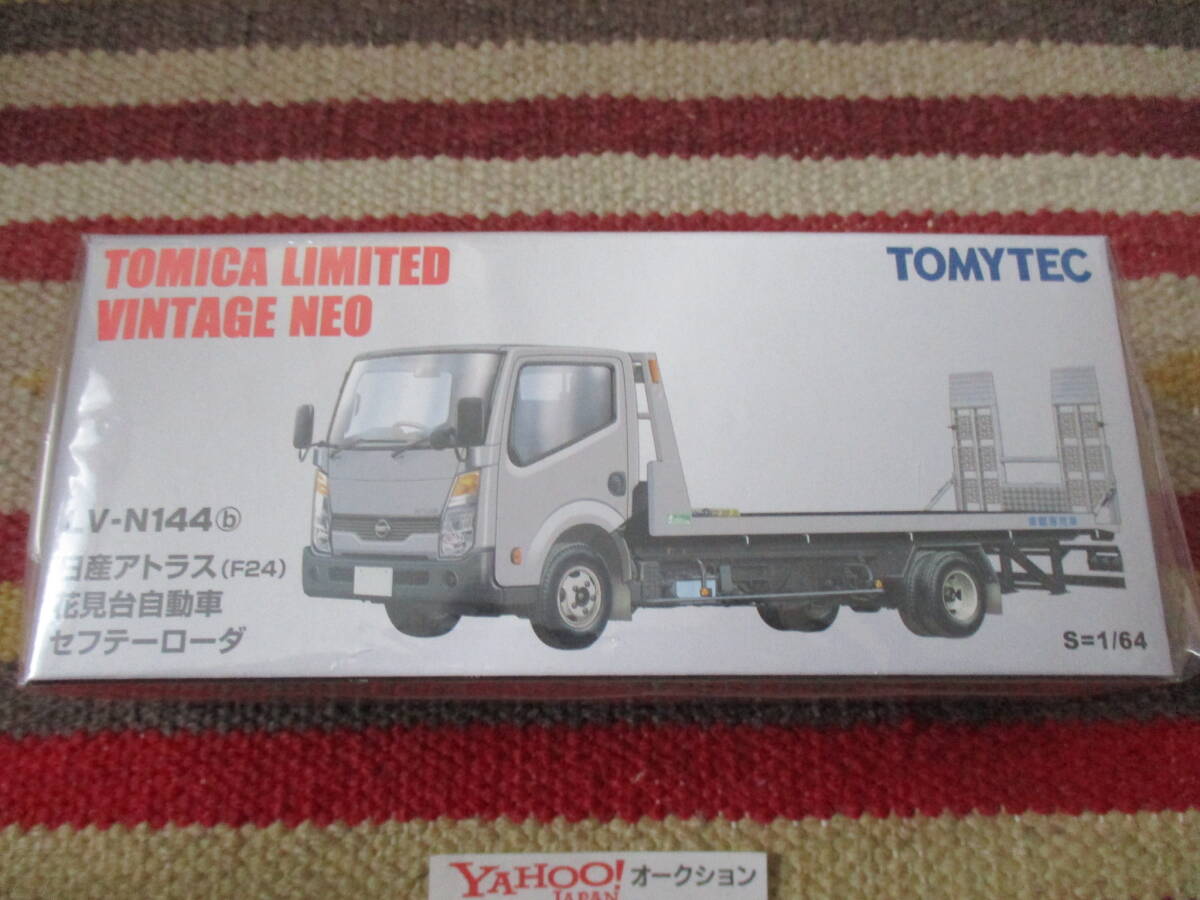 TOMICA LIMITED
VINTAGE NEO
TOMYTEC
LV-N144ⓑ
日産アトラス(F24)
花見台自動車
セフテーローダ
S=1/64
YAHOO! オークション
JAPAN